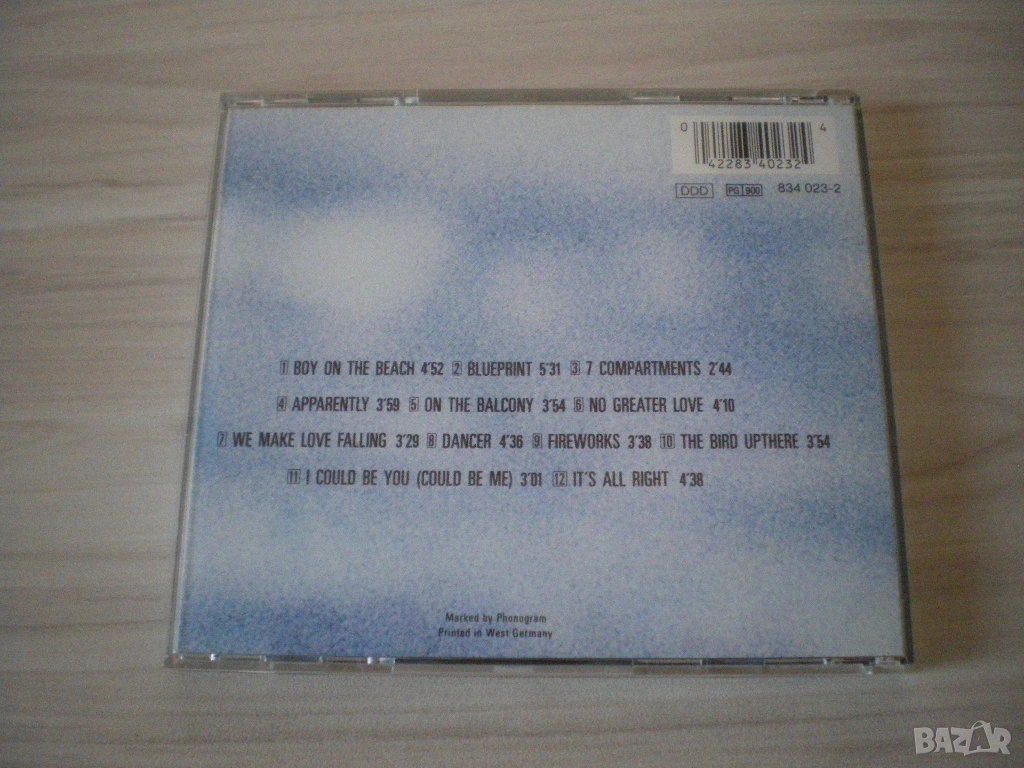 0 4
42283 40232
DDD PG 900 834 023-2
1 BOY ON THE BEACH 4'52 2 BLUEPRINT 5'31 3 7 COMPARTMENTS 2'44
4 APPARENTLY 3'59 5 ON THE BALCONY 3'54 6 NO GREATER LOVE 4'10
7 WE MAKE LOVE FALLING 3'29 8 DANCER 4'36 9 FIREWORKS 3'38 10 THE BIRD UPTHERE 3'54
11 I COULD BE YOU (COULD BE ME) 3'01 12 IT'S ALL RIGHT 4'38
Marked by Phonogram
Printed in West Germany
BAZAR